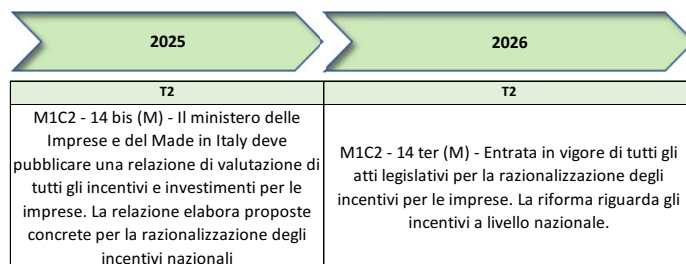 2025
2026
T2
T2
M1C2 - 14 bis (M) - Il ministero delle
Imprese e del Made in Italy deve
pubblicare una relazione di valutazione di
tutti gli incentivi e investimenti per le
imprese. La relazione elabora proposte
concrete per la razionalizzazione degli
incentivi nazionali
M1C2 - 14 ter (M) - Entrata in vigore di tutti gli
atti legislativi per la razionalizzazione degli
incentivi per le imprese. La riforma riguarda gli
incentivi a livello nazionale.